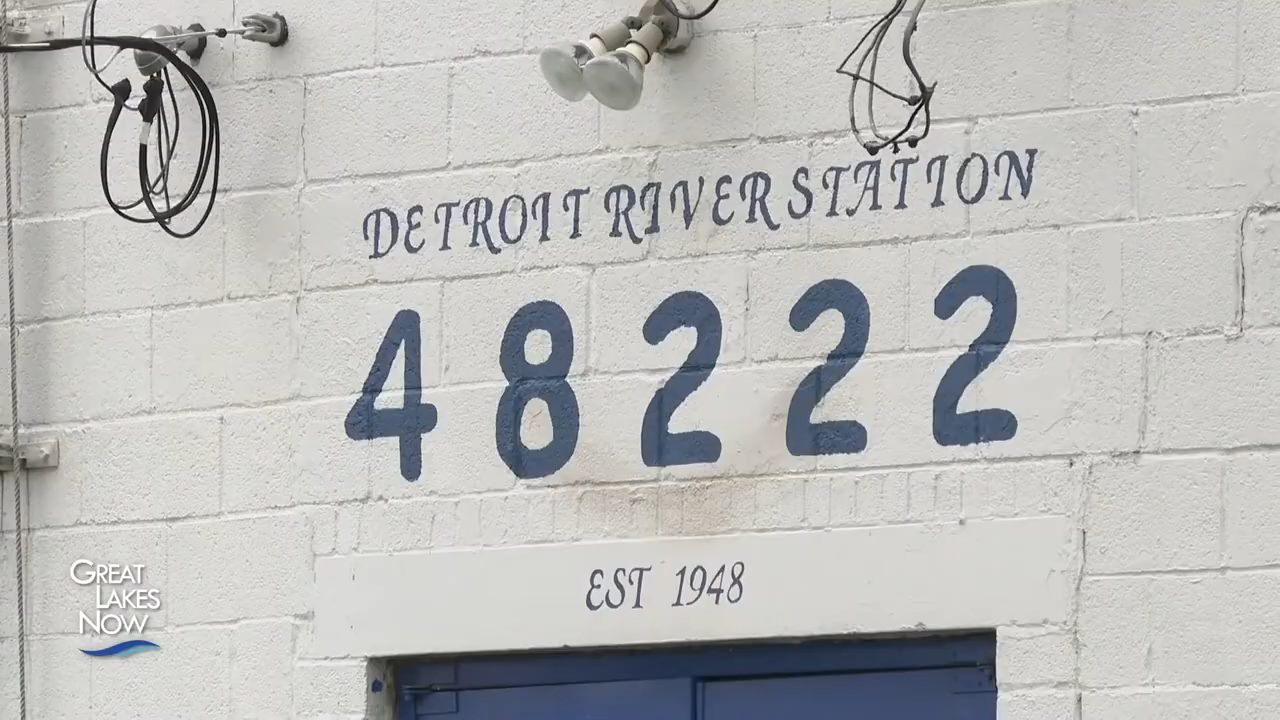 DETROIT RIVER STATION
48222
EST 1948
GREAT
LAKES
NOW